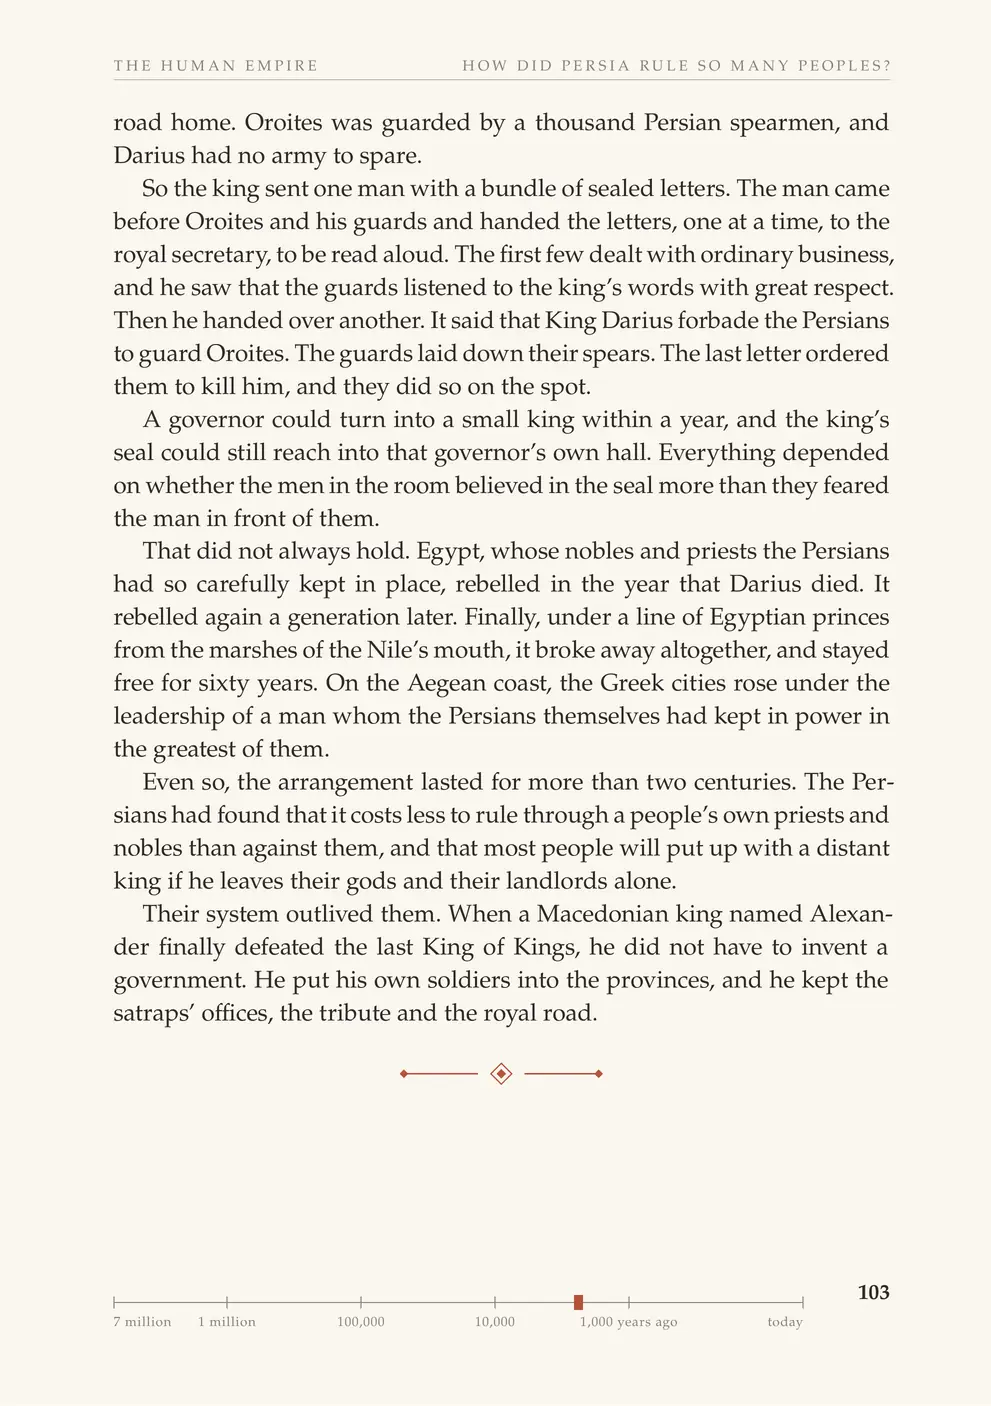 THE HUMAN EMPIRE HOW DID PERSIA RULE SO MANY PEOPLES?
road home. Oroites was guarded by a thousand Persian spearmen, and
Darius had no army to spare.
So the king sent one man with a bundle of sealed letters. The man came
before Oroites and his guards and handed the letters, one at a time, to the
royal secretary, to be read aloud. The first few dealt with ordinary business,
and he saw that the guards listened to the king’s words with great respect.
Then he handed over another. It said that King Darius forbade the Persians
to guard Oroites. The guards laid down their spears. The last letter ordered
them to kill him, and they did so on the spot.
A governor could turn into a small king within a year, and the king’s
seal could still reach into that governor’s own hall. Everything depended
on whether the men in the room believed in the seal more than they feared
the man in front of them.
That did not always hold. Egypt, whose nobles and priests the Persians
had so carefully kept in place, rebelled in the year that Darius died. It
rebelled again a generation later. Finally, under a line of Egyptian princes
from the marshes of the Nile’s mouth, it broke away altogether, and stayed
free for sixty years. On the Aegean coast, the Greek cities rose under the
leadership of a man whom the Persians themselves had kept in power in
the greatest of them.
Even so, the arrangement lasted for more than two centuries. The Per-
sians had found that it costs less to rule through a people’s own priests and
nobles than against them, and that most people will put up with a distant
king if he leaves their gods and their landlords alone.
Their system outlived them. When a Macedonian king named Alexan-
der finally defeated the last King of Kings, he did not have to invent a
government. He put his own soldiers into the provinces, and he kept the
satraps’ offices, the tribute and the royal road.
103
7 million 1 million 100,000 10,000 1,000 years ago today